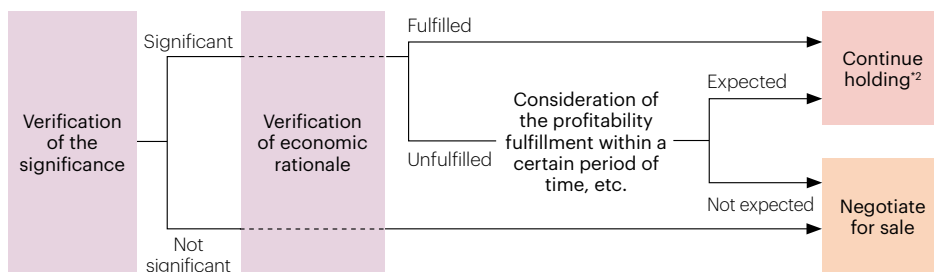 Verification
of the
significance
Significant
Not
significant
Verification
of economic
rationale
Fulfilled
Unfulfilled
Consideration of
the profitability
fulfillment within a
certain period of
time, etc.
Expected
Not expected
Continue
holding*2
Negotiate
for sale